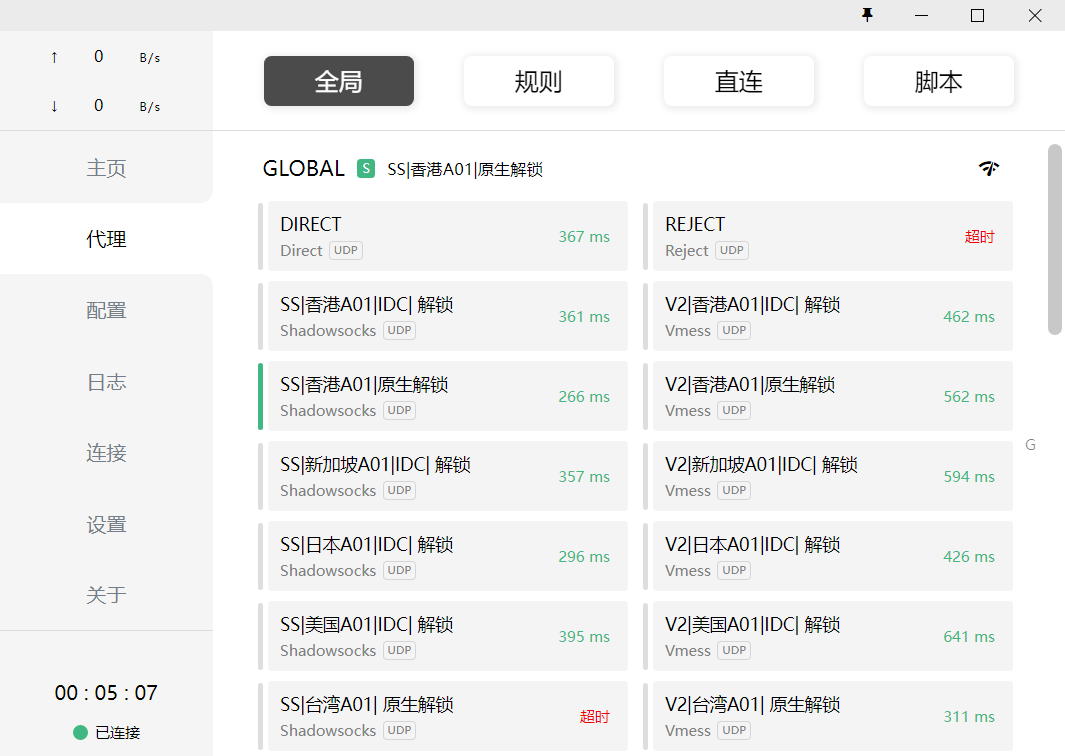 ↑ 0 B/s
↓ 0 B/s
主页
代理
配置
日志
连接
设置
关于
00 : 05 : 07
已连接
全局 规则 直连 脚本
GLOBAL S SS|香港A01|原生解锁
DIRECT
Direct UDP
367 ms
REJECT
Reject UDP
超时
SS|香港A01|IDC| 解锁
Shadowsocks UDP
361 ms
V2|香港A01|IDC| 解锁
Vmess UDP
462 ms
SS|香港A01|原生解锁
Shadowsocks UDP
266 ms
V2|香港A01|原生解锁
Vmess UDP
562 ms
G
SS|新加坡A01|IDC| 解锁
Shadowsocks UDP
357 ms
V2|新加坡A01|IDC| 解锁
Vmess UDP
594 ms
SS|日本A01|IDC| 解锁
Shadowsocks UDP
296 ms
V2|日本A01|IDC| 解锁
Vmess UDP
426 ms
SS|美国A01|IDC| 解锁
Shadowsocks UDP
395 ms
V2|美国A01|IDC| 解锁
Vmess UDP
641 ms
SS|台湾A01| 原生解锁
Shadowsocks UDP
超时
V2|台湾A01| 原生解锁
Vmess UDP
311 ms